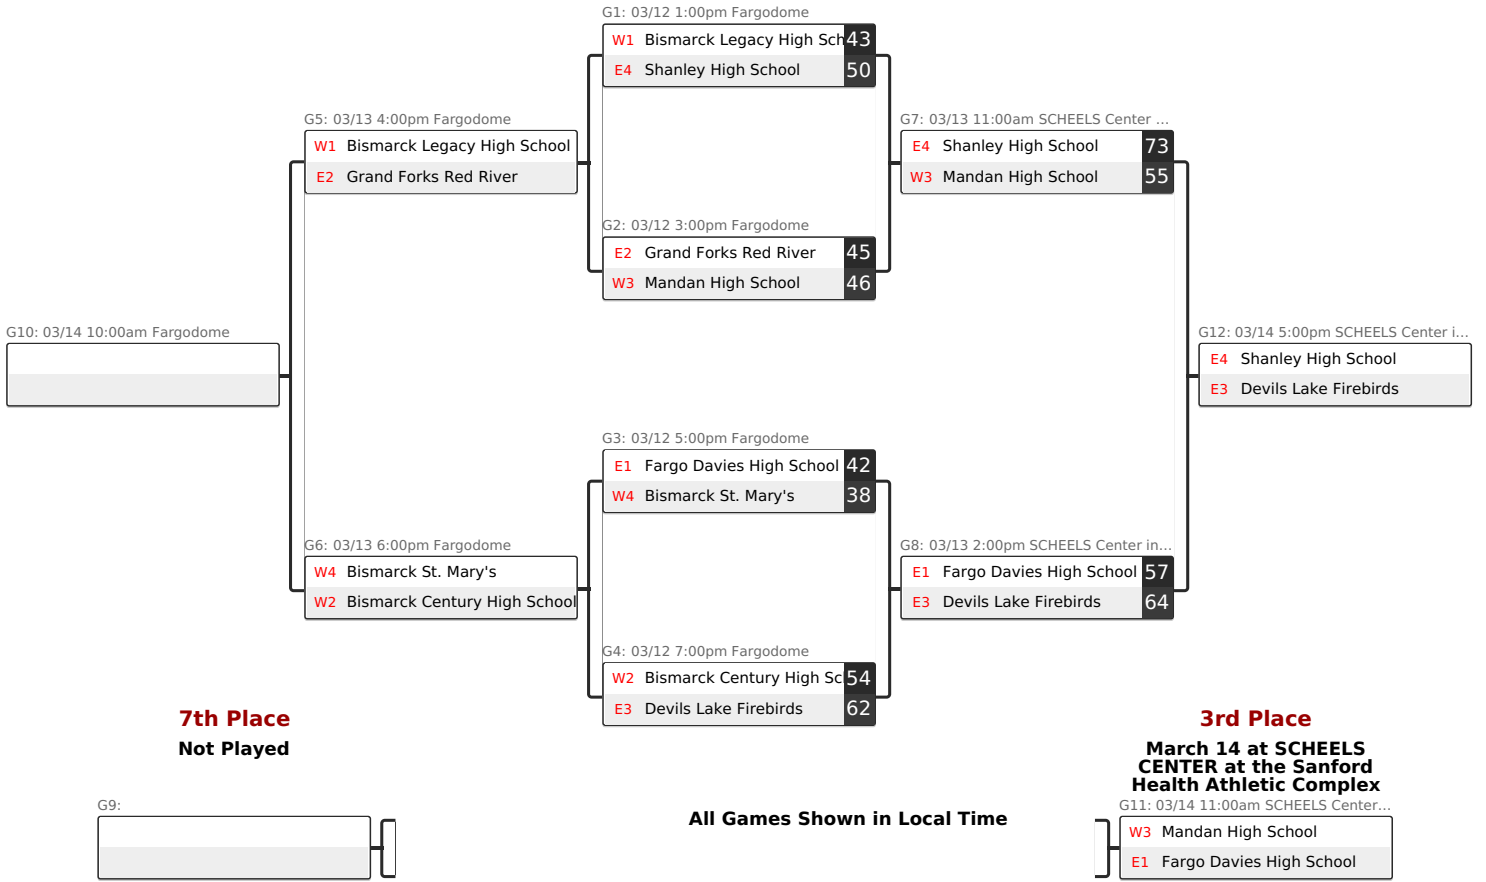 G1: 03/12 1:00pm Fargodome
W1 Bismarck Legacy High Sch 43
E4 Shanley High School 50
G5: 03/13 4:00pm Fargodome
W1 Bismarck Legacy High School
E2 Grand Forks Red River
G7: 03/13 11:00am SCHEELS Center ...
E4 Shanley High School 73
W3 Mandan High School 55
G2: 03/12 3:00pm Fargodome
E2 Grand Forks Red River 45
W3 Mandan High School 46
G10: 03/14 10:00am Fargodome
G12: 03/14 5:00pm SCHEELS Center i...
E4 Shanley High School
E3 Devils Lake Firebirds
G3: 03/12 5:00pm Fargodome
E1 Fargo Davies High School 42
W4 Bismarck St. Mary's 38
G6: 03/13 6:00pm Fargodome
W4 Bismarck St. Mary's
W2 Bismarck Century High School
G8: 03/13 2:00pm SCHEELS Center in...
E1 Fargo Davies High School 57
E3 Devils Lake Firebirds 64
G4: 03/12 7:00pm Fargodome
W2 Bismarck Century High Sc 54
E3 Devils Lake Firebirds 62
7th Place
Not Played
G9:
All Games Shown in Local Time
3rd Place
March 14 at SCHEELS
CENTER at the Sanford
Health Athletic Complex
G11: 03/14 11:00am SCHEELS Center...
W3 Mandan High School
E1 Fargo Davies High School